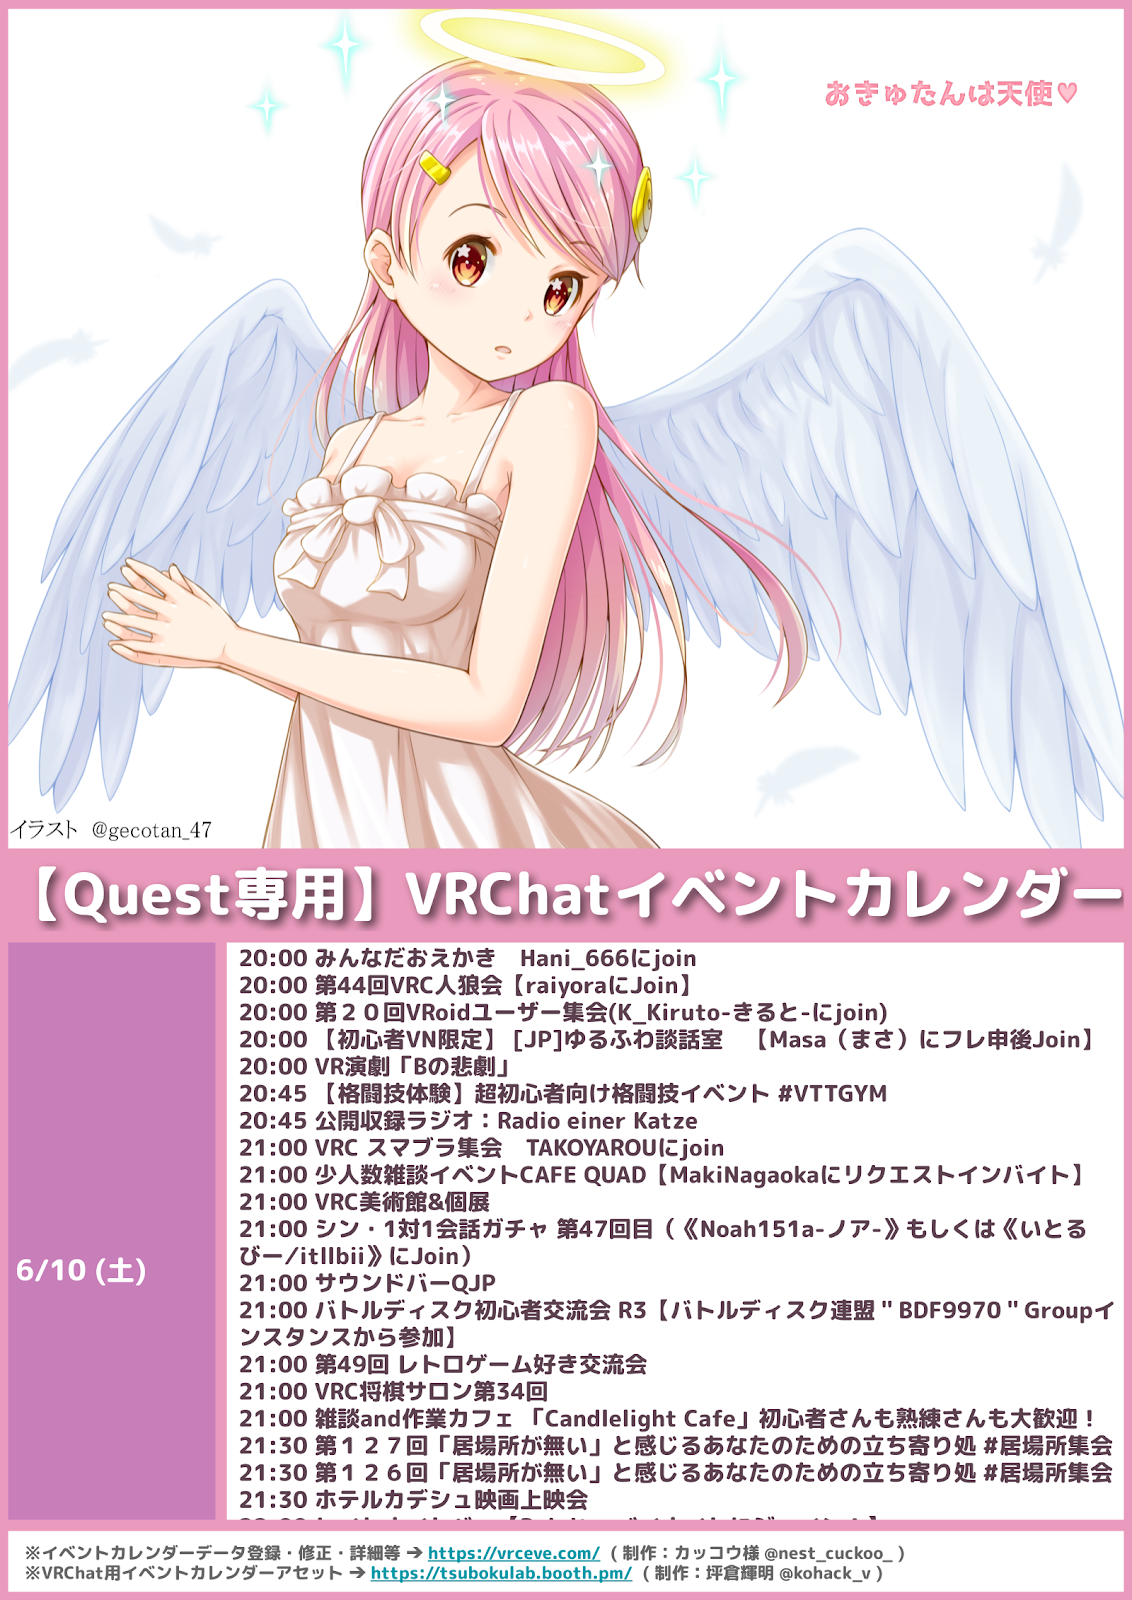 おきゅたんは天使♥
イラスト @gecotan_47
【Quest専用】VRChatイベントカレンダー
6/10 (土)
20:00 みんなだおえかき　Hani_666にjoin
20:00 第44回VRC人狼会【raiyoraにJoin】
20:00 第２０回VRoidユーザー集会(K_Kiruto-きると-にjoin)
20:00 【初心者VN限定】 [JP]ゆるふわ談話室　【Masa（まさ）にフレ申後Join】
20:00 VR演劇「Bの悲劇」
20:45 【格闘技体験】超初心者向け格闘技イベント #VTTGYM
20:45 公開収録ラジオ：Radio einer Katze
21:00 VRC スマブラ集会　TAKOYAROUにjoin
21:00 少人数雑談イベントCAFE QUAD【MakiNagaokaにリクエストインバイト】
21:00 VRC美術館&個展
21:00 シン・1対1会話ガチャ 第47回目（《Noah151a-ノア-》もしくは《いとる
びー/itllbii》にJoin）
21:00 サウンドバーQJP
21:00 バトルディスク初心者交流会 R3【バトルディスク連盟＂BDF9970＂Groupイ
ンスタンスから参加】
21:00 第49回 レトロゲーム好き交流会
21:00 VRC将棋サロン第34回
21:00 雑談and作業カフェ 「Candlelight Cafe」初心者さんも熟練さんも大歓迎！
21:30 第１２７回「居場所が無い」と感じるあなたのための立ち寄り処 #居場所集会
21:30 第１２６回「居場所が無い」と感じるあなたのための立ち寄り処 #居場所集会
21:30 ホテルカデシュ映画上映会
※イベントカレンダーデータ登録・修正・詳細等 ➔ https://vrceve.com/ （ 制作：カッコウ様 @nest_cuckoo_ ）
※VRChat用イベントカレンダーアセット ➔ https://tsubokulab.booth.pm/ （ 制作：坪倉輝明 @kohack_v ）